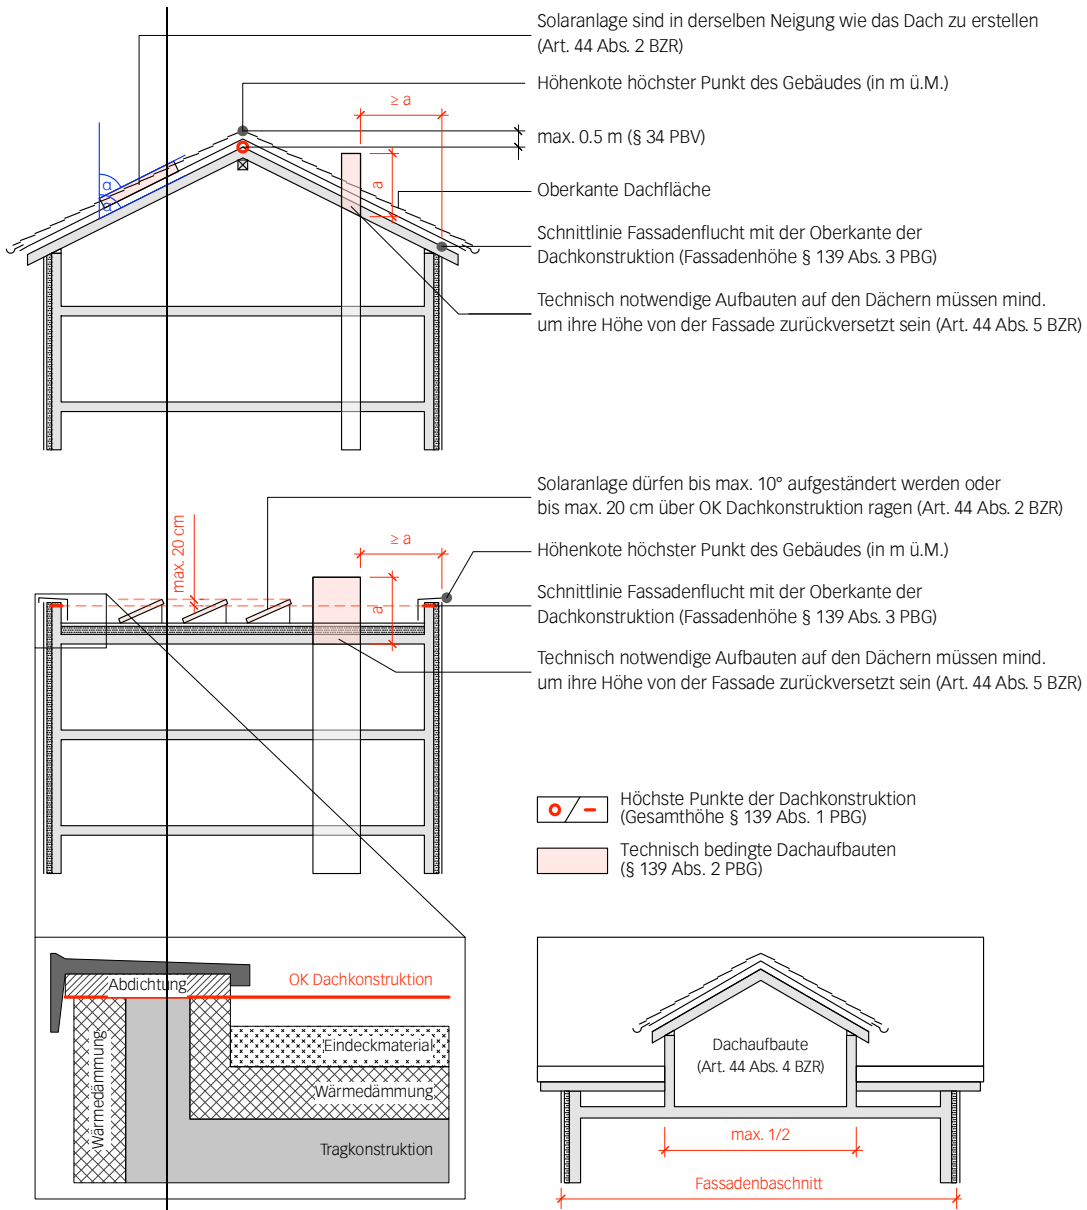 Solaranlage sind in derselben Neigung wie das Dach zu erstellen
(Art. 44 Abs. 2 BZR)
Höhenkote höchster Punkt des Gebäudes (in m ü.M.)
≥ a
max. 0.5 m (§ 34 PBV)
α
α
a
Oberkante Dachfläche
Schnittlinie Fassadenflucht mit der Oberkante der
Dachkonstruktion (Fassadenhöhe § 139 Abs. 3 PBG)
Technisch notwendige Aufbauten auf den Dächern müssen mind.
um ihre Höhe von der Fassade zurückversetzt sein (Art. 44 Abs. 5 BZR)
Solaranlage dürfen bis max. 10° aufgeständert werden oder
bis max. 20 cm über OK Dachkonstruktion ragen (Art. 44 Abs. 2 BZR)
max. 20 cm
≥ a
Höhenkote höchster Punkt des Gebäudes (in m ü.M.)
a
Schnittlinie Fassadenflucht mit der Oberkante der
Dachkonstruktion (Fassadenhöhe § 139 Abs. 3 PBG)
Technisch notwendige Aufbauten auf den Dächern müssen mind.
um ihre Höhe von der Fassade zurückversetzt sein (Art. 44 Abs. 5 BZR)
Höchste Punkte der Dachkonstruktion
(Gesamthöhe § 139 Abs. 1 PBG)
Technisch bedingte Dachaufbauten
(§ 139 Abs. 2 PBG)
Abdichtung
OK Dachkonstruktion
Eindeckmaterial
Wärmedämmung
Wärmedämmung
Tragkonstruktion
Dachaufbaute
(Art. 44 Abs. 4 BZR)
max. 1/2
Fassadenbaschnitt